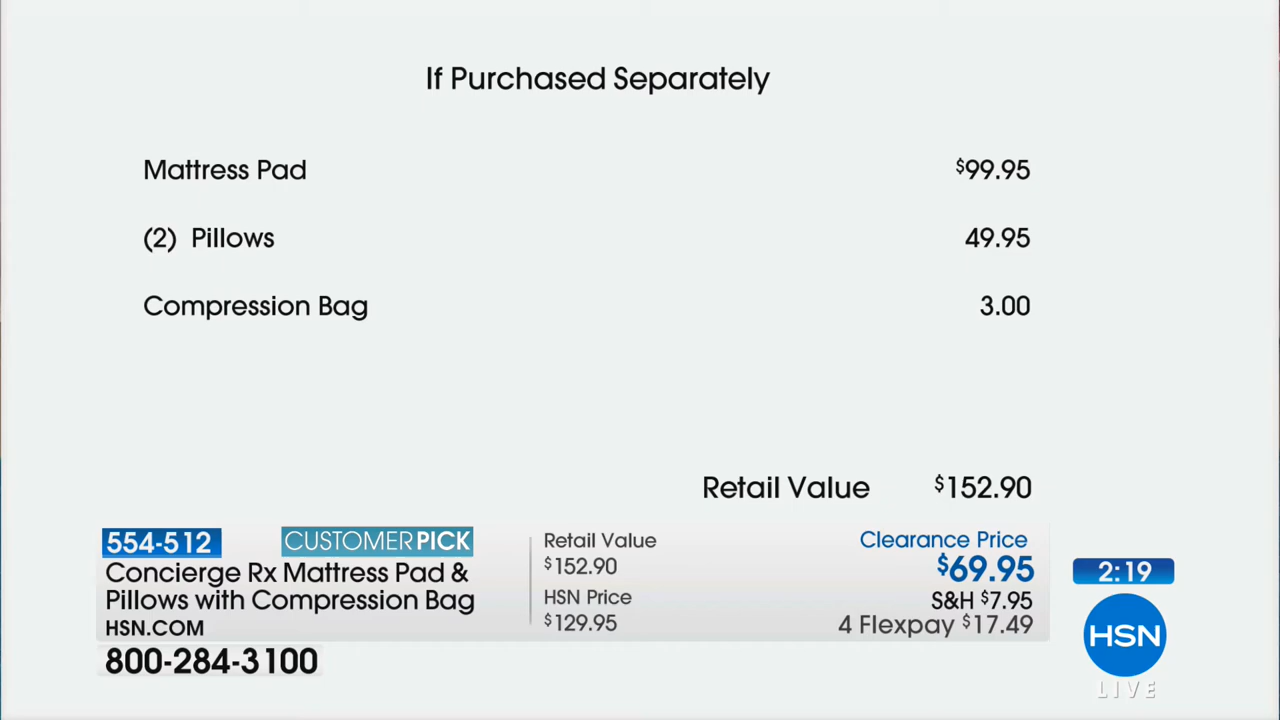 If Purchased Separately
Mattress Pad $99.95
(2) Pillows 49.95
Compression Bag 3.00
Retail Value $152.90
554-512 CUSTOMERPICK
Concierge Rx Mattress Pad &
Pillows with Compression Bag
HSN.COM
800-284-3100
Retail Value
$152.90
HSN Price
$129.95
Clearance Price
$69.95
S&H $7.95
4 Flexpay $17.49
2:19
HSN
LIVE